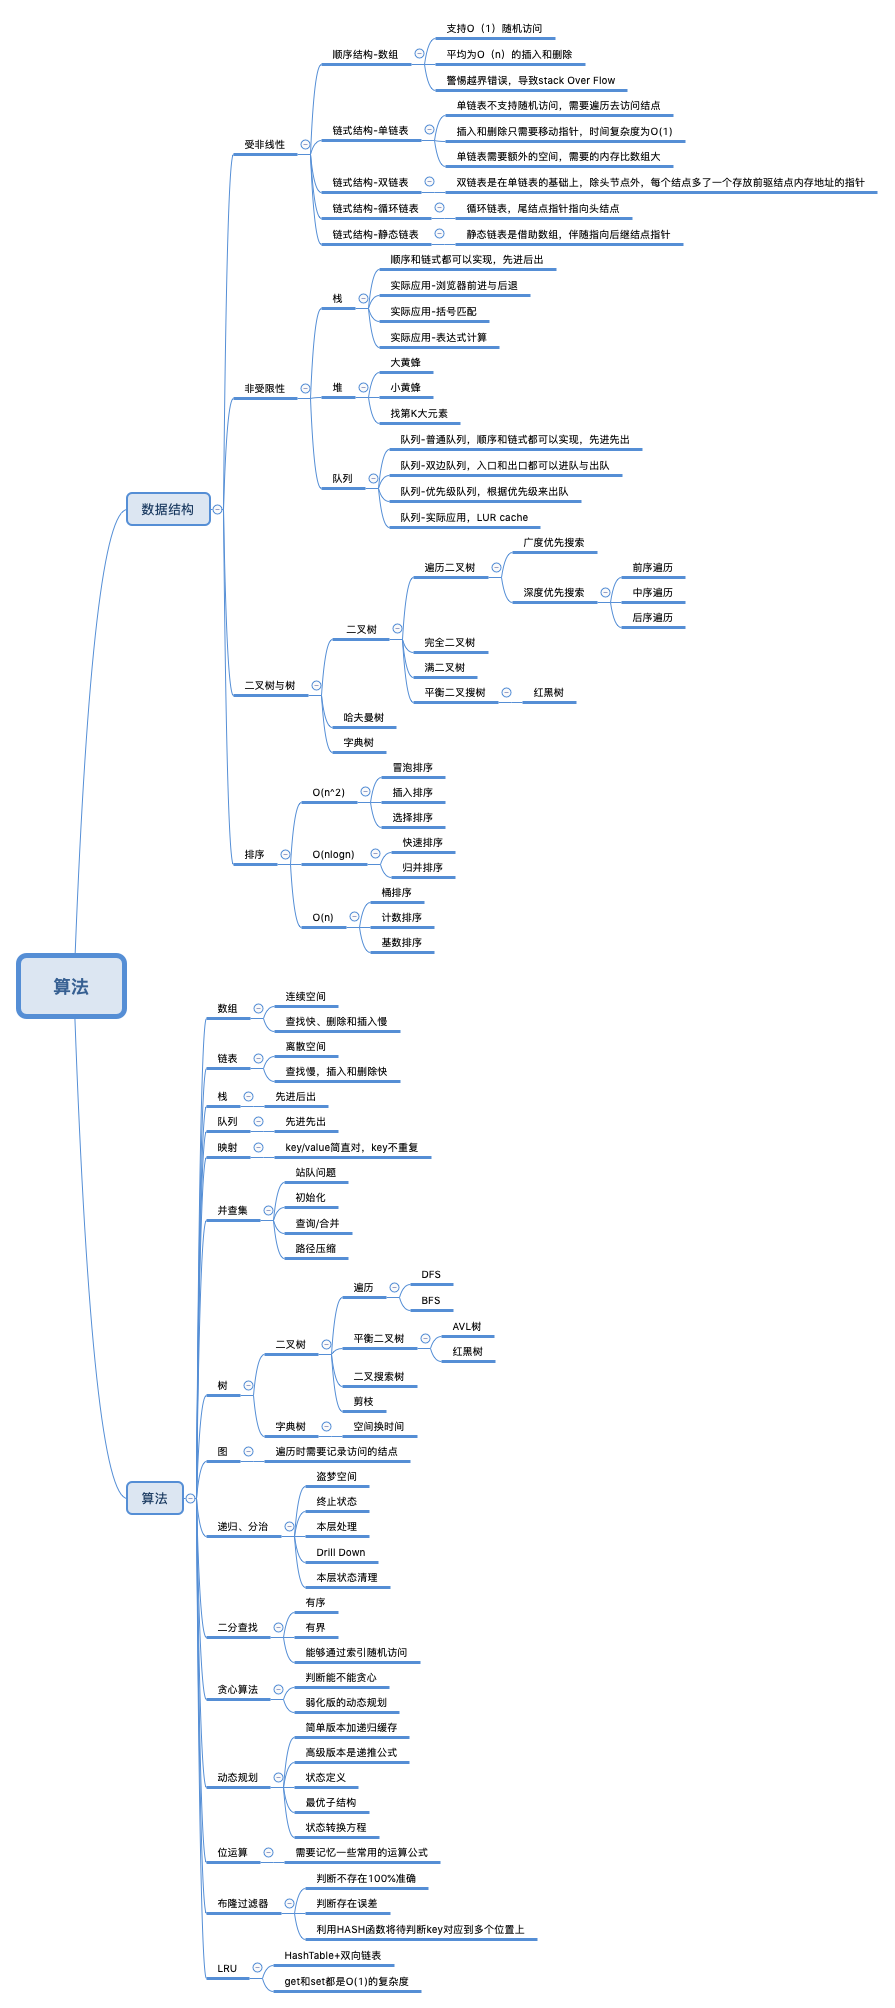 算法
数据结构
受非线性
顺序结构-数组
支持O（1）随机访问
平均为O（n）的插入和删除
警惕越界错误，导致stack Over Flow
链式结构-单链表
单链表不支持随机访问，需要遍历去访问结点
插入和删除只需要移动指针，时间复杂度为O(1)
单链表需要额外的空间，需要的内存比数组大
链式结构-双链表
双链表是在单链表的基础上，除头节点外，每个结点多了一个存放前驱结点内存地址的指针
链式结构-循环链表
循环链表，尾结点指针指向头结点
链式结构-静态链表
静态链表是借助数组，伴随指向后继结点指针
非受限性
栈
顺序和链式都可以实现，先进后出
实际应用-浏览器前进与后退
实际应用-括号匹配
实际应用-表达式计算
堆
大黄蜂
小黄蜂
找第K大元素
队列
队列-普通队列，顺序和链式都可以实现，先进先出
队列-双边队列，入口和出口都可以进队与出队
队列-优先级队列，根据优先级来出队
队列-实际应用，LUR cache
二叉树与树
二叉树
遍历二叉树
广度优先搜索
深度优先搜索
前序遍历
中序遍历
后序遍历
完全二叉树
满二叉树
平衡二叉搜树
红黑树
哈夫曼树
字典树
排序
O(n^2)
冒泡排序
插入排序
选择排序
O(nlogn)
快速排序
归并排序
O(n)
桶排序
计数排序
基数排序
算法
数组
连续空间
查找快、删除和插入慢
链表
离散空间
查找慢，插入和删除快
栈
先进后出
队列
先进先出
映射
key/value简直对，key不重复
并查集
站队问题
初始化
查询/合并
路径压缩
树
二叉树
遍历
DFS
BFS
平衡二叉树
AVL树
红黑树
二叉搜索树
剪枝
字典树
空间换时间
图
遍历时需要记录访问的结点
递归、分治
盗梦空间
终止状态
本层处理
Drill Down
本层状态清理
二分查找
有序
有界
能够通过索引随机访问
贪心算法
判断能不能贪心
弱化版的动态规划
动态规划
简单版本加递归缓存
高级版本是递推公式
状态定义
最优子结构
状态转换方程
位运算
需要记忆一些常用的运算公式
布隆过滤器
判断不存在100%准确
判断存在误差
利用HASH函数将待判断key对应到多个位置上
LRU
HashTable+双向链表
get和set都是O(1)的复杂度